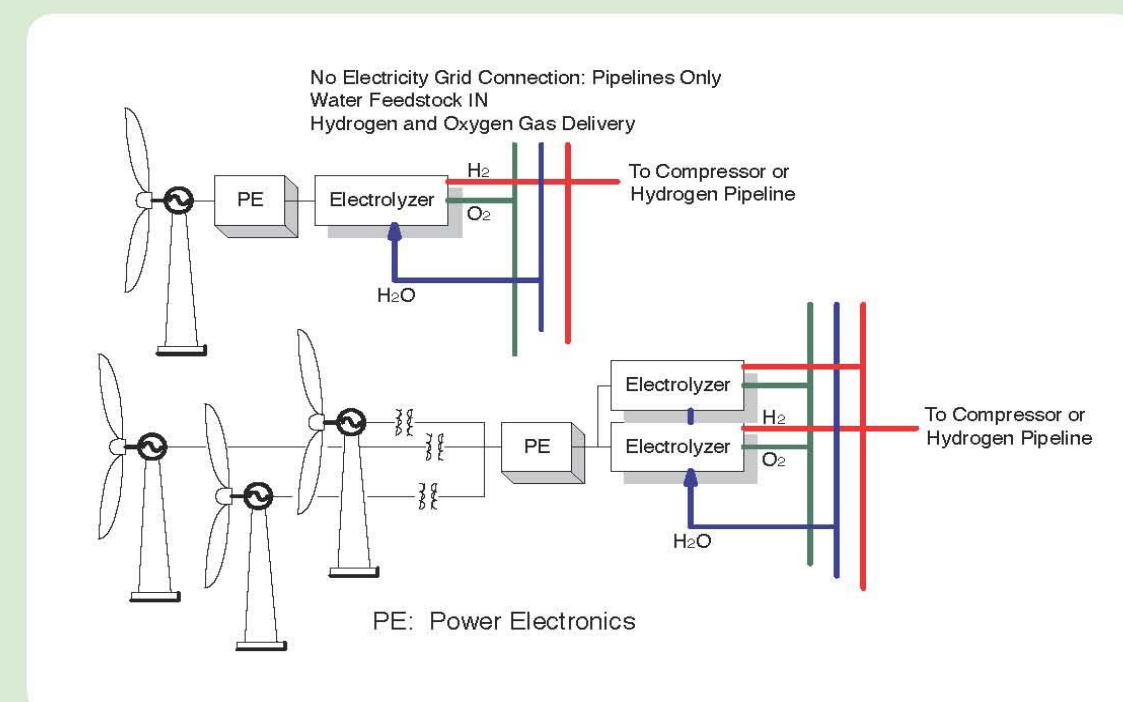 No Electricity Grid Connection: Pipelines Only
Water Feedstock IN
Hydrogen and Oxygen Gas Delivery
H2
To Compressor or
Hydrogen Pipeline
PE
Electrolyzer
O2
H2O
Electrolyzer
H2
To Compressor or
Hydrogen Pipeline
PE
Electrolyzer
O2
H2O
PE: Power Electronics